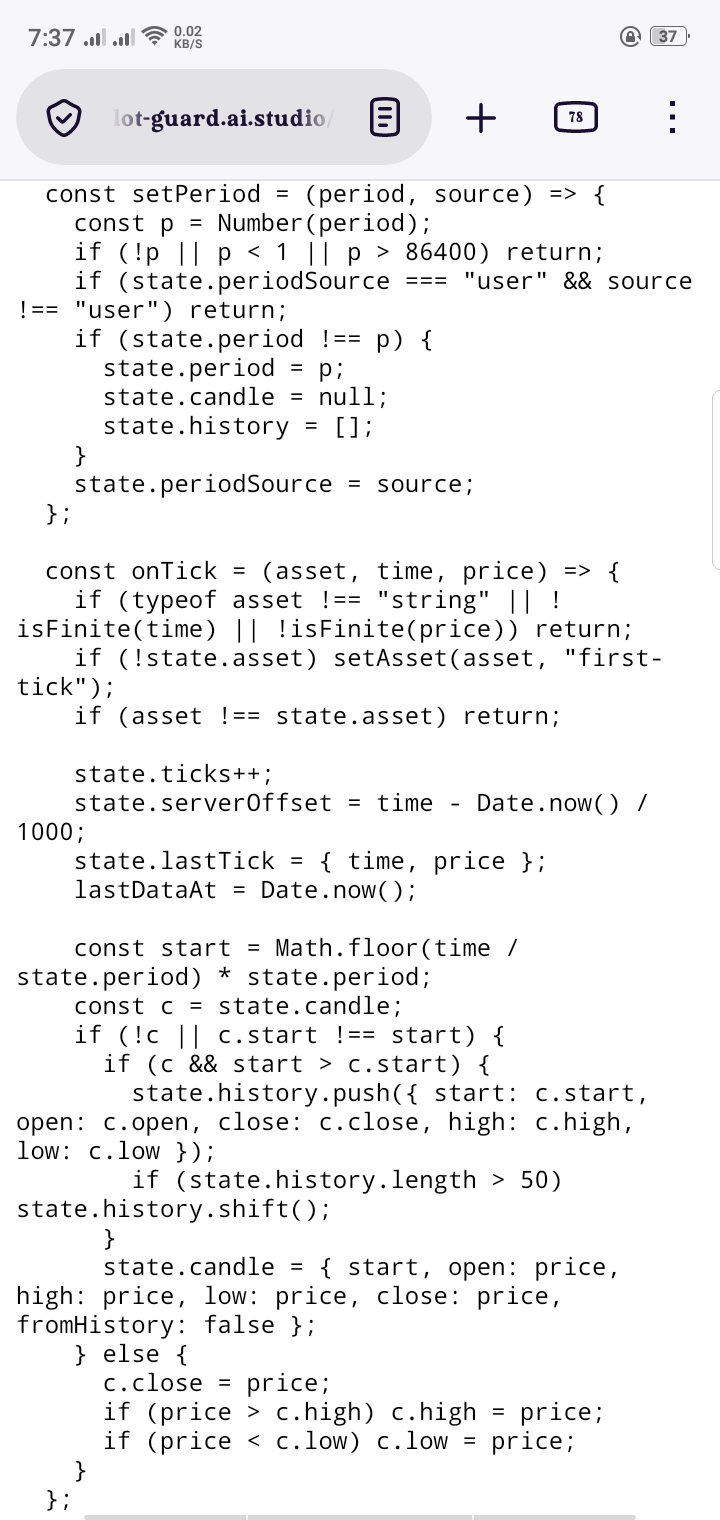 7:37
0.02
KB/S
37
lot-guard.ai.studio/
78
const setPeriod = (period, source) => {
const p = Number(period);
if (!p || p < 1 || p > 86400) return;
if (state.periodSource === "user" && source
!== "user") return;
if (state.period !== p) {
state.period = p;
state.candle = null;
state.history = [];
}
state.periodSource = source;
};
const onTick = (asset, time, price) => {
if (typeof asset !== "string" || !
isFinite(time) || !isFinite(price)) return;
if (!state.asset) setAsset(asset, "first-
tick");
if (asset !== state.asset) return;
state.ticks++;
state.serverOffset = time - Date.now() /
1000;
state.lastTick = { time, price };
lastDataAt = Date.now();
const start = Math.floor(time /
state.period) * state.period;
const c = state.candle;
if (!c || c.start !== start) {
if (c && start > c.start) {
state.history.push({ start: c.start,
open: c.open, close: c.close, high: c.high,
low: c.low });
if (state.history.length > 50)
state.history.shift();
}
state.candle = { start, open: price,
high: price, low: price, close: price,
fromHistory: false };
} else {
c.close = price;
if (price > c.high) c.high = price;
if (price < c.low) c.low = price;
}
};